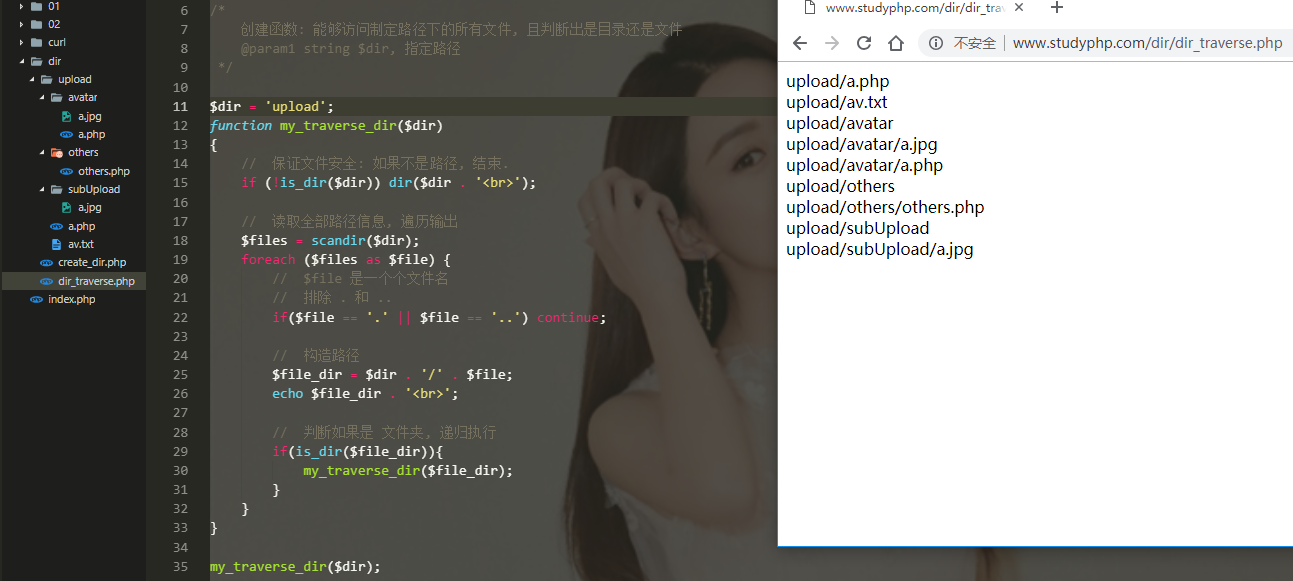 01
02
curl
dir
upload
avatar
a.jpg
a.php
others
others.php
subUpload
a.jpg
a.php
av.txt
create_dir.php
dir_traverse.php
index.php
6 /*
7 创建函数: 能够访问制定路径下的所有文件, 且判断出是目录还是文件
8 @param1 string $dir, 指定路径
9 */
10
11 $dir = 'upload';
12 function my_traverse_dir($dir)
13 {
14 // 保证文件安全: 如果不是路径, 结束.
15 if (!is_dir($dir)) dir($dir . '<br>');
16
17 // 读取全部路径信息, 遍历输出
18 $files = scandir($dir);
19 foreach ($files as $file) {
20 // $file 是一个个文件名
21 // 排除 . 和 ..
22 if($file == '.' || $file == '..') continue;
23
24 // 构造路径
25 $file_dir = $dir . '/' . $file;
26 echo $file_dir . '<br>';
27
28 // 判断如果是 文件夹, 递归执行
29 if(is_dir($file_dir)){
30 my_traverse_dir($file_dir);
31 }
32 }
33 }
34
35 my_traverse_dir($dir);
www.studyphp.com/dir/dir_tra
不安全 www.studyphp.com/dir/dir_traverse.php
upload/a.php
upload/av.txt
upload/avatar
upload/avatar/a.jpg
upload/avatar/a.php
upload/others
upload/others/others.php
upload/subUpload
upload/subUpload/a.jpg